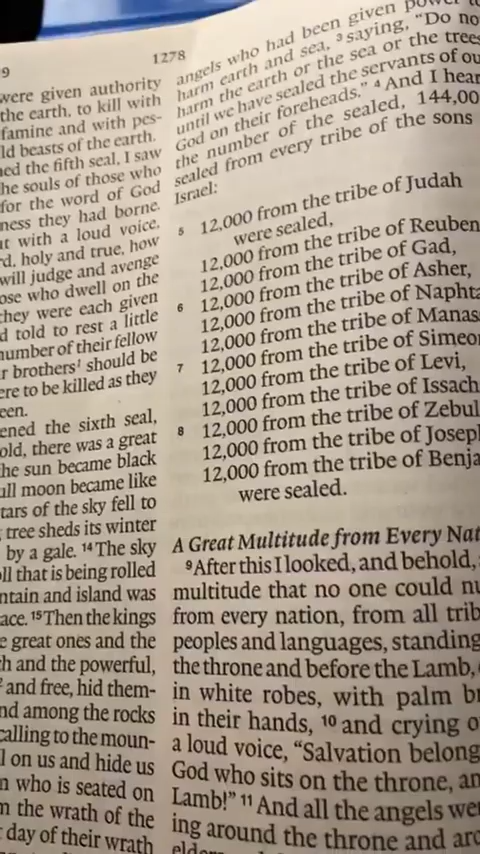 9
1278
were given authority
the earth, to kill with
famine and with pes-
ld beasts of the earth.
ned the fifth seal, I saw
he souls of those who
for the word of God
ness they had borne.
ut with a loud voice,
rd, holy and true, how
will judge and avenge
ose who dwell on the
they were each given
d told to rest a little
number of their fellow
r brothers¹ should be
ere to be killed as they
een.
ened the sixth seal,
old, there was a great
he sun became black
ull moon became like
tars of the sky fell to
tree sheds its winter
by a gale. ¹⁴The sky
ll that is being rolled
ntain and island was
ace. ¹⁵Then the kings
e great ones and the
h and the powerful,
and free, hid them-
nd among the rocks
calling to the moun-
l on us and hide us
n who is seated on
m the wrath of the
day of their wrath
angels who had been given power
harm earth and sea, ³saying, "Do no
harm the earth or the sea or the trees
until we have sealed the servants of ou
God on their foreheads." ⁴And I hear
the number of the sealed, 144,00
sealed from every tribe of the sons
Israel:
5 12,000 from the tribe of Judah
were sealed,
12,000 from the tribe of Reuben
12,000 from the tribe of Gad,
6 12,000 from the tribe of Asher,
12,000 from the tribe of Naphta
12,000 from the tribe of Manas
7 12,000 from the tribe of Simeo
12,000 from the tribe of Levi,
12,000 from the tribe of Issach
8 12,000 from the tribe of Zebul
12,000 from the tribe of Joseph
12,000 from the tribe of Benja
were sealed.
A Great Multitude from Every Nat
⁹After this I looked, and behold,
multitude that no one could nu
from every nation, from all trib
peoples and languages, standing
the throne and before the Lamb,
in white robes, with palm br
in their hands, ¹⁰and crying o
a loud voice, "Salvation belong
God who sits on the throne, an
Lamb!" ¹¹And all the angels we
ing around the throne and aro